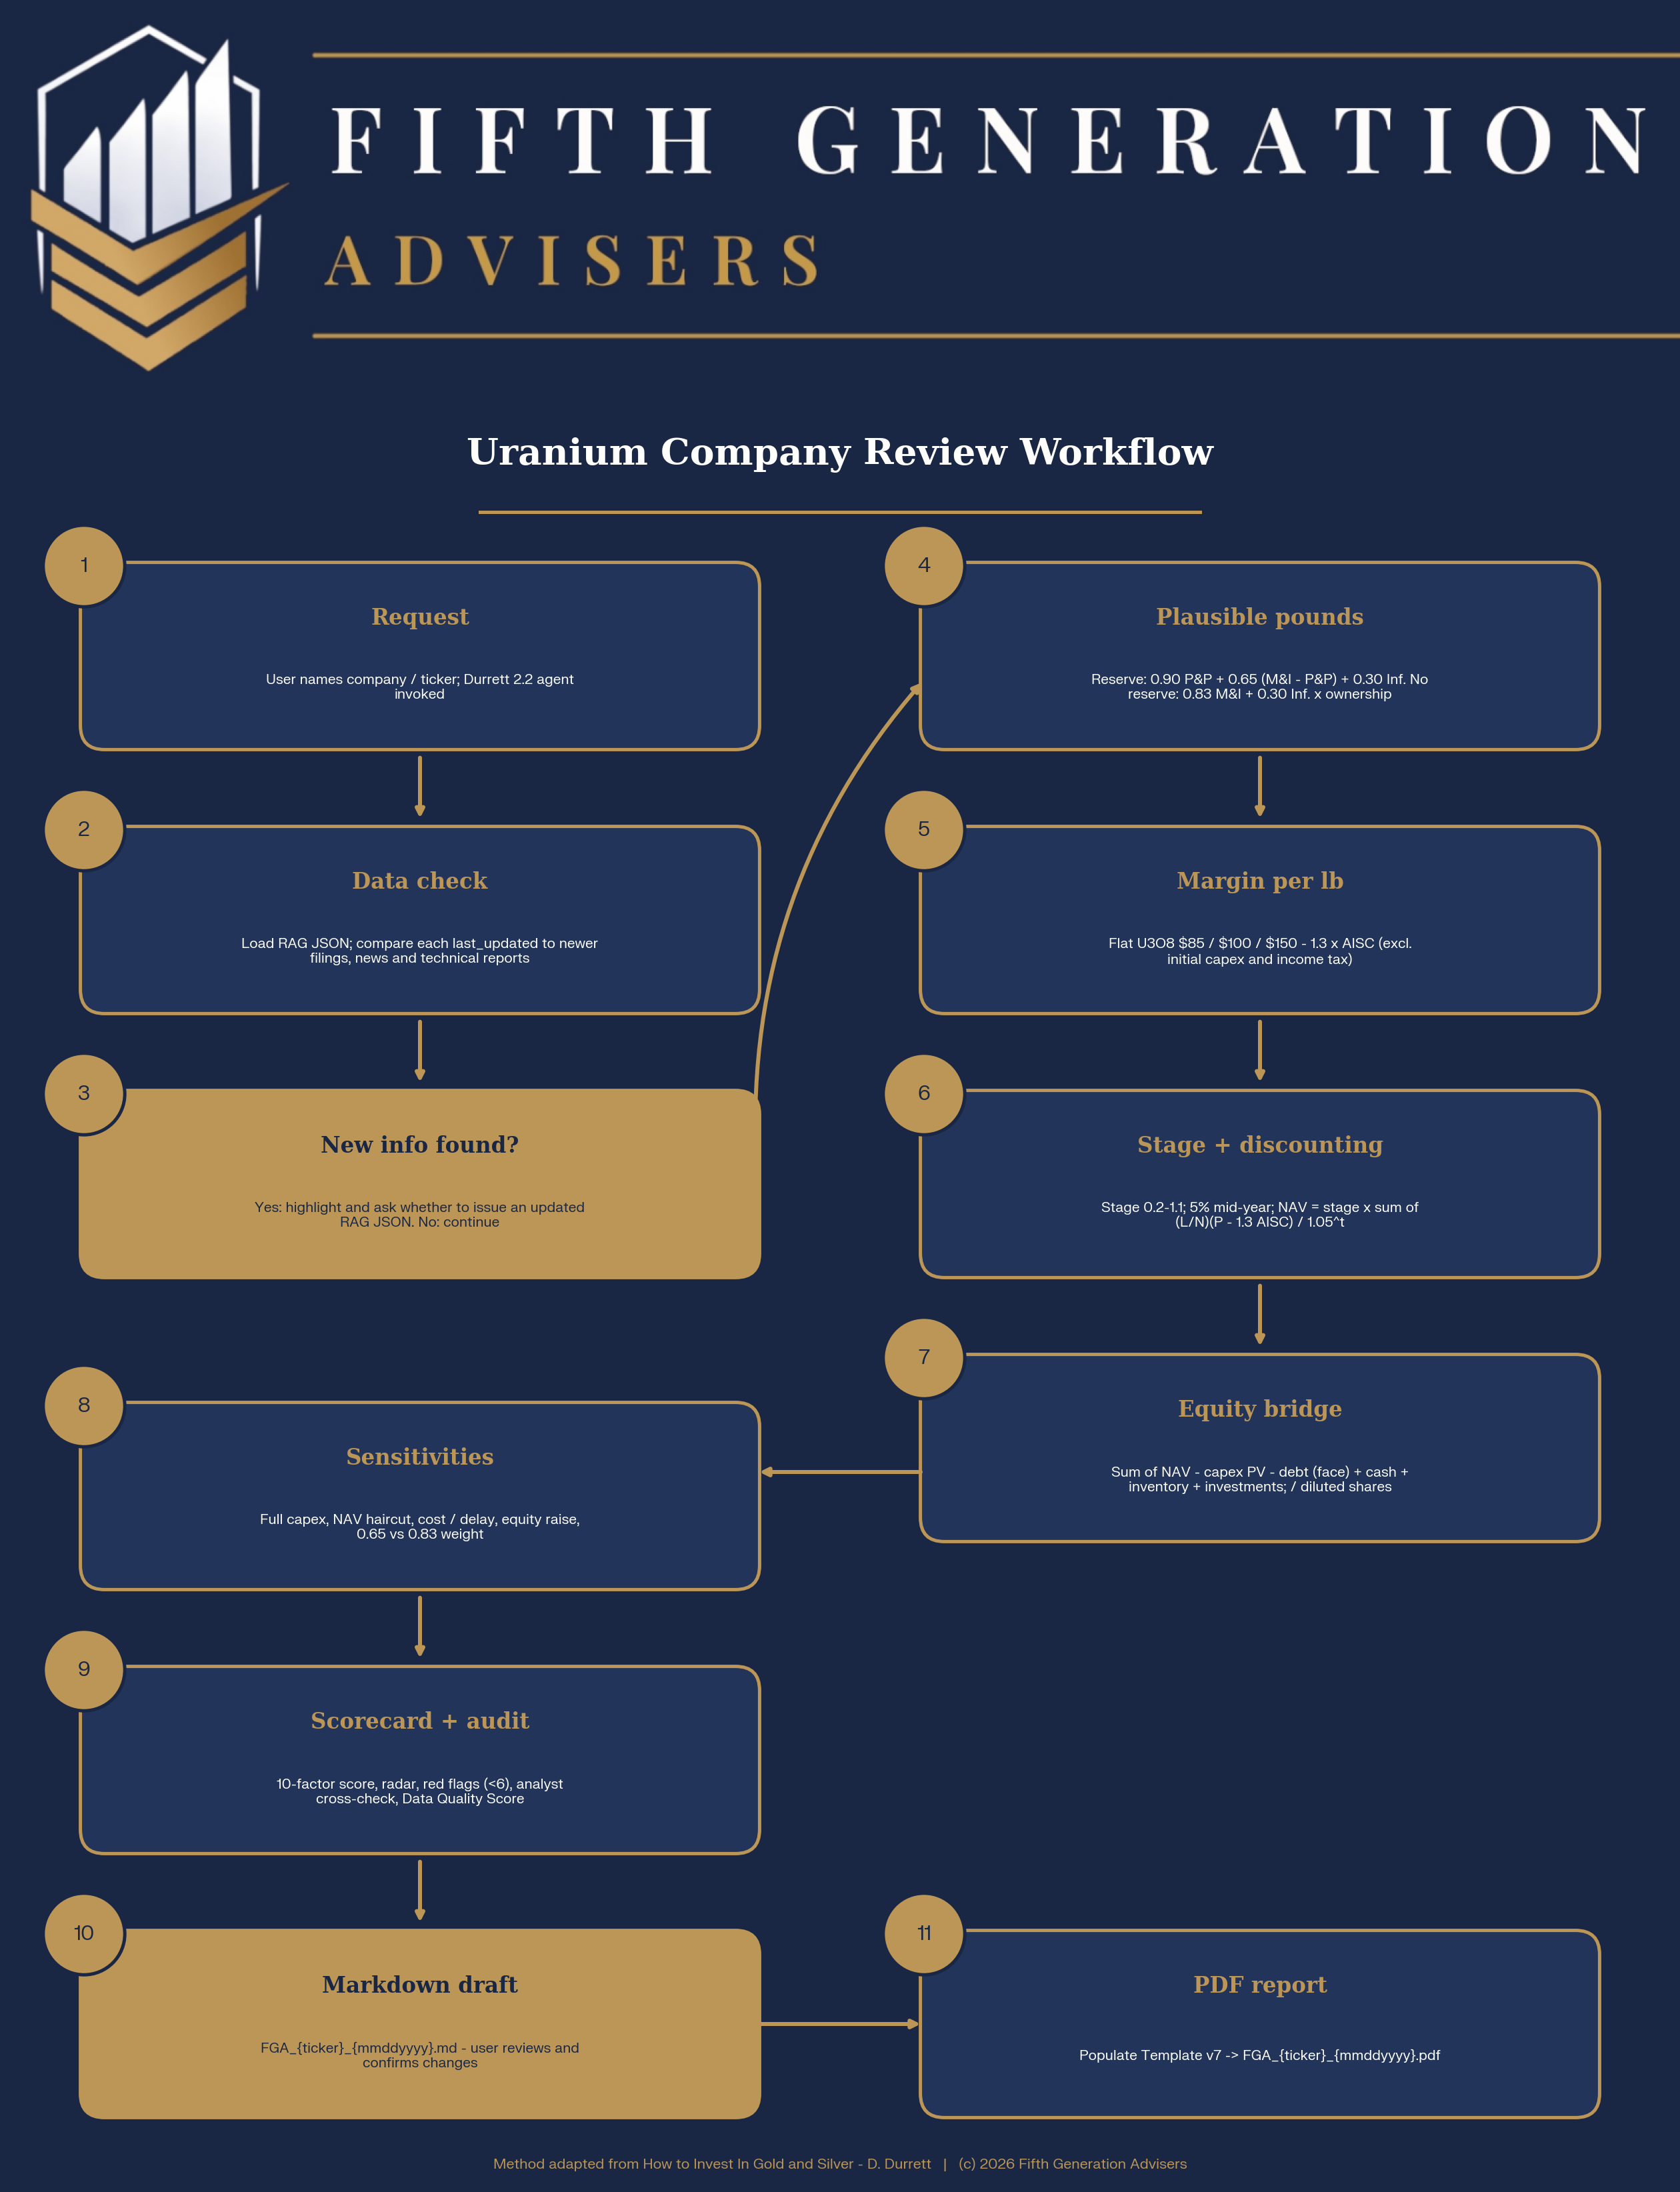 FIFTH GENERATION
ADVISERS
Uranium Company Review Workflow
1
Request
User names company / ticker; Durrett 2.2 agent
invoked
2
Data check
Load RAG JSON; compare each last_updated to newer
filings, news and technical reports
3
New info found?
Yes: highlight and ask whether to issue an updated
RAG JSON. No: continue
4
Plausible pounds
Reserve: 0.90 P&P + 0.65 (M&I - P&P) + 0.30 Inf. No
reserve: 0.83 M&I + 0.30 Inf. x ownership
5
Margin per lb
Flat U3O8 $85 / $100 / $150 - 1.3 x AISC (excl.
initial capex and income tax)
6
Stage + discounting
Stage 0.2-1.1; 5% mid-year; NAV = stage x sum of
(L/N)(P - 1.3 AISC) / 1.05^t
7
Equity bridge
Sum of NAV - capex PV - debt (face) + cash +
inventory + investments; / diluted shares
8
Sensitivities
Full capex, NAV haircut, cost / delay, equity raise,
0.65 vs 0.83 weight
9
Scorecard + audit
10-factor score, radar, red flags (<6), analyst
cross-check, Data Quality Score
10
Markdown draft
FGA_{ticker}_{mmddyyyy}.md - user reviews and
confirms changes
11
PDF report
Populate Template v7 -> FGA_{ticker}_{mmddyyyy}.pdf
Method adapted from How to Invest In Gold and Silver - D. Durrett | (c) 2026 Fifth Generation Advisers